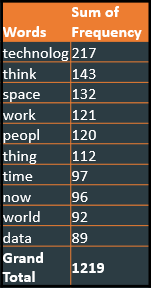 Words Sum of Frequency
technolog 217
think 143
space 132
work 121
peopl 120
thing 112
time 97
now 96
world 92
data 89
Grand Total 1219